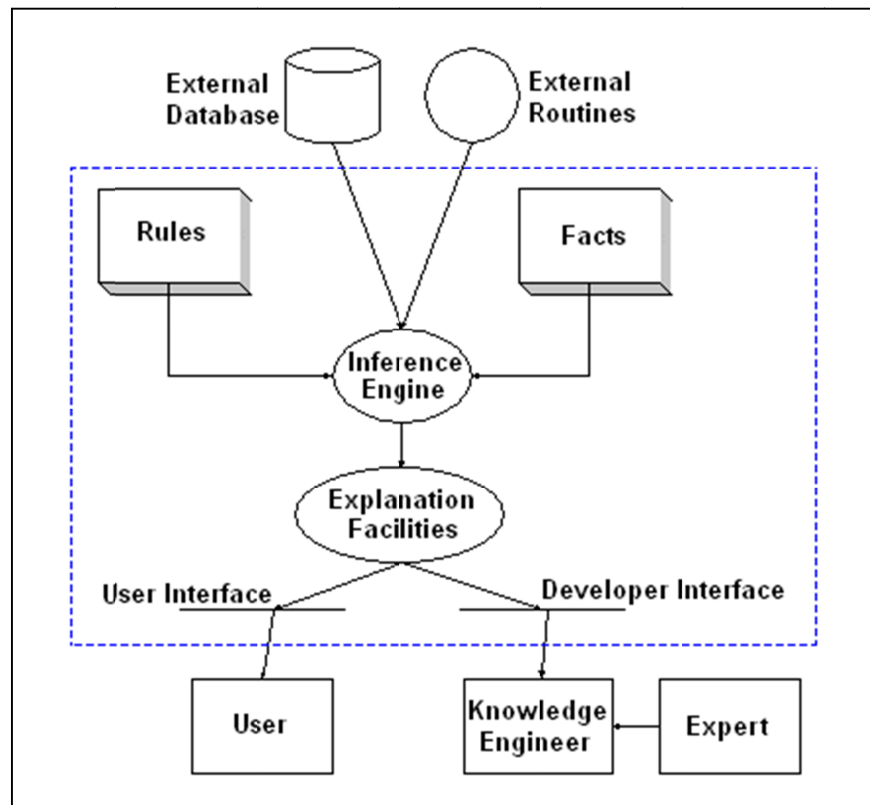 External
Database
External
Routines
Rules
Facts
Inference
Engine
Explanation
Facilities
User Interface
Developer Interface
User
Knowledge
Engineer
Expert